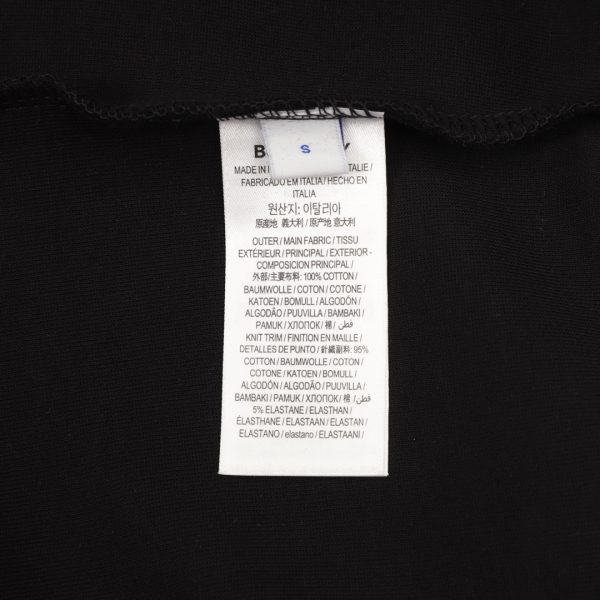 S
MADE IN
FABRICADO EM ITALIA / HECHO EN
ITALIA
원산지: 이탈리아
原産地 義大利 / 原产地 意大利
OUTER / MAIN FABRIC / TISSU
EXTÉRIEUR / PRINCIPAL / EXTERIOR -
COMPOSICION PRINCIPAL /
外部/主要布料: 100% COTTON /
BAUMWOLLE / COTON / COTONE /
KATOEN / BOMULL / ALGODÓN /
ALGODÃO / PUUVILLA / BAMBAKI /
PAMUK / ХЛОПОК / 棉 / قطن /
KNIT TRIM / FINITION EN MAILLE /
DETALLES DE PUNTO / 針織副料: 95%
COTTON / BAUMWOLLE / COTON /
COTONE / KATOEN / BOMULL /
ALGODÓN / ALGODÃO / PUUVILLA /
BAMBAKI / PAMUK / ХЛОПОК / 棉 / قطن /
5% ELASTANE / ELASTHAN /
ÉLASTHANE / ELASTAAN / ELASTAN /
ELASTANO / elastano / ELASTAANI /